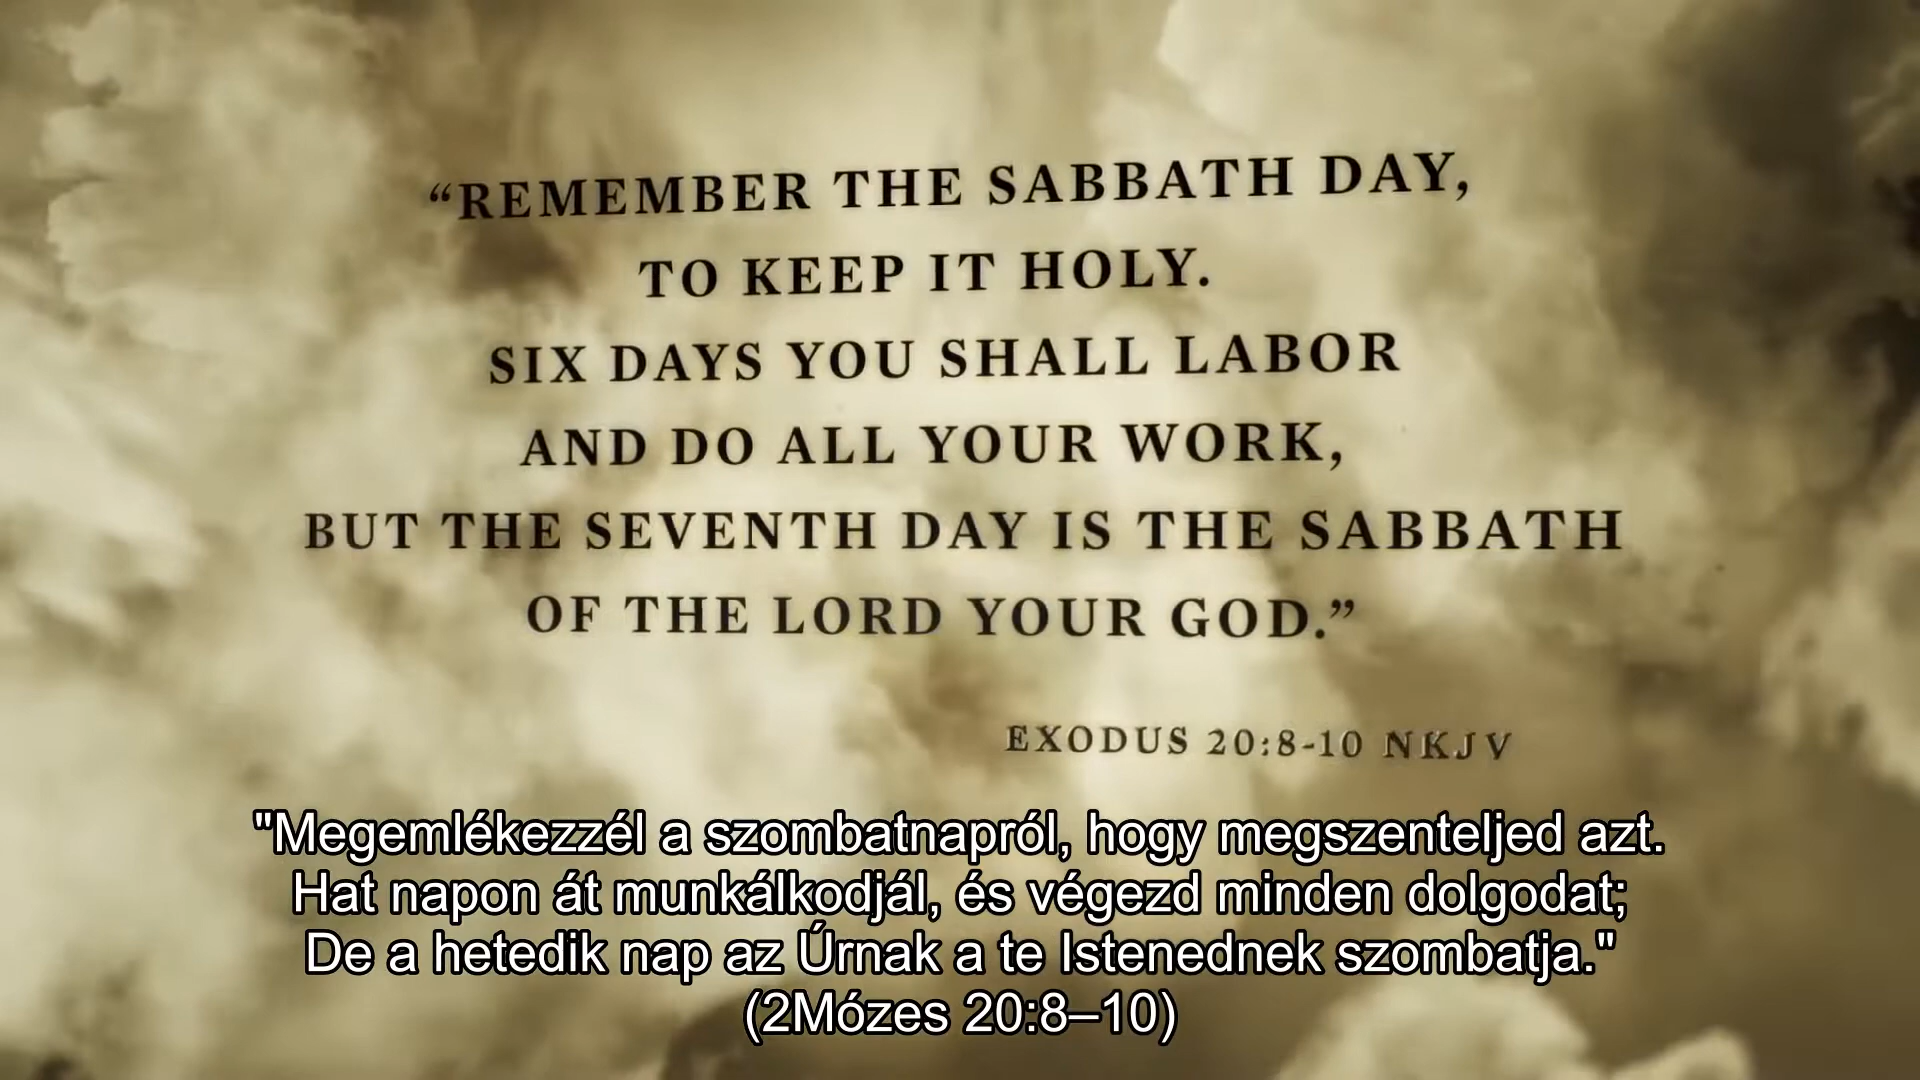 “REMEMBER THE SABBATH DAY,
TO KEEP IT HOLY.
SIX DAYS YOU SHALL LABOR
AND DO ALL YOUR WORK,
BUT THE SEVENTH DAY IS THE SABBATH
OF THE LORD YOUR GOD.”
EXODUS 20:8-10 NKJV
"Megemlékezzél a szombatnapról, hogy megszenteljed azt.
Hat napon át munkálkodjál, és végezd minden dolgodat;
De a hetedik nap az Úrnak a te Istenednek szombatja."
(2Mózes 20:8–10)